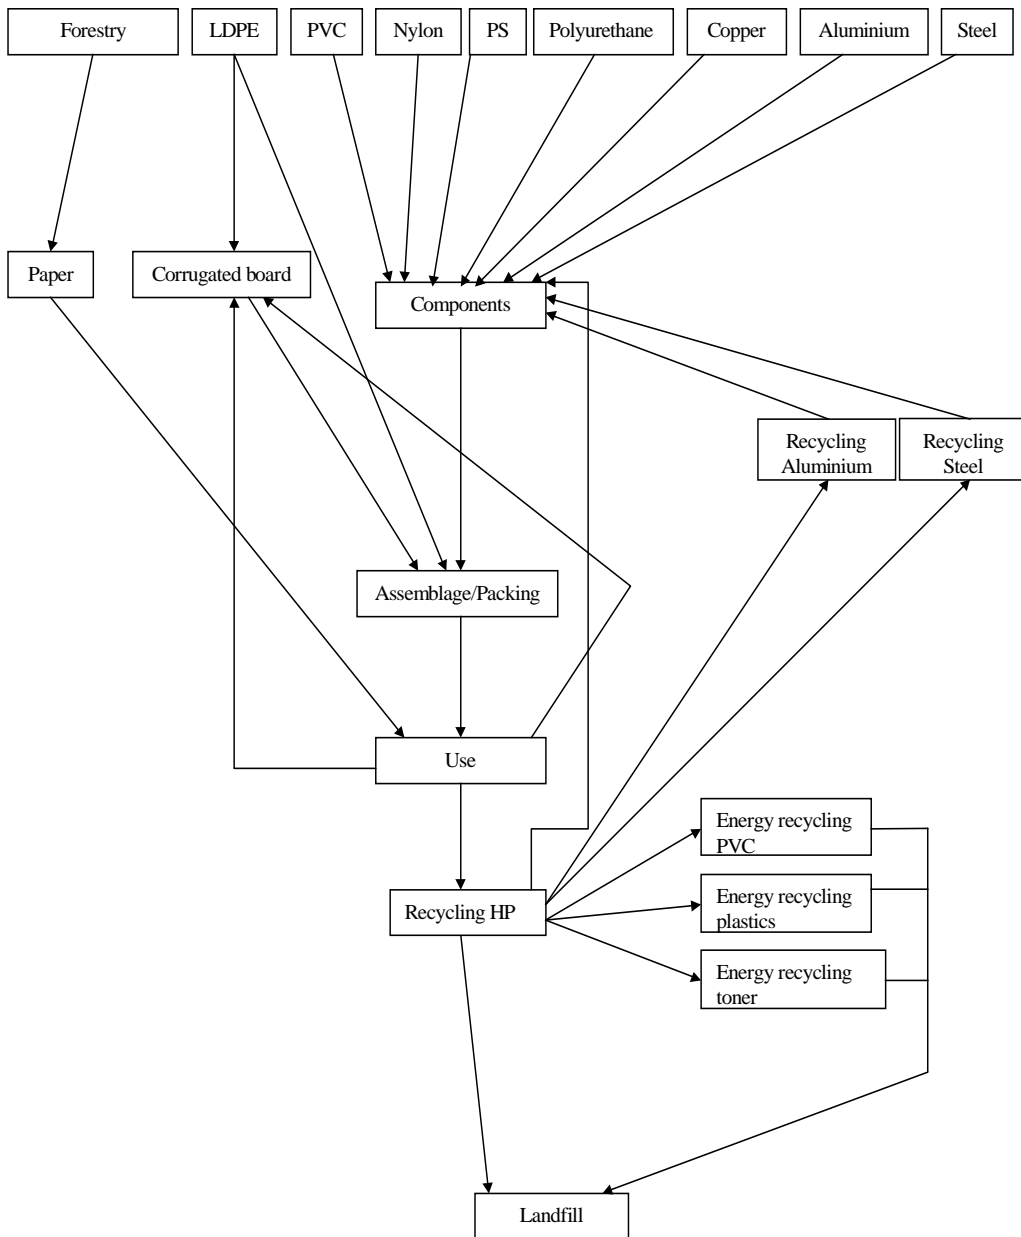 Forestry
LDPE
PVC
Nylon
PS
Polyurethane
Copper
Aluminium
Steel
Paper
Corrugated board
Components
Recycling
Aluminium
Recycling
Steel
Assemblage/Packing
Use
Energy recycling
PVC
Recycling HP
Energy recycling
plastics
Energy recycling
toner
Landfill